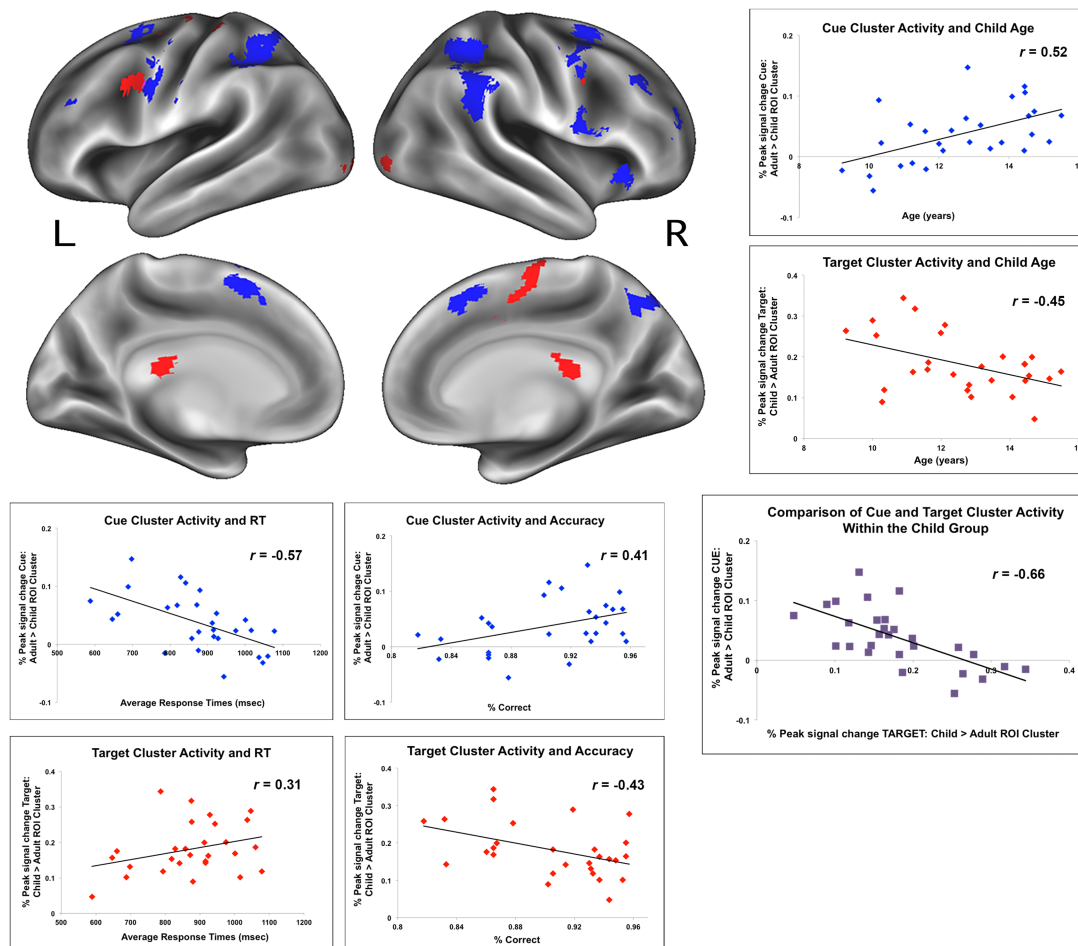 L
R
Cue Cluster Activity and Child Age
r = 0.52
% Peak signal chage Cue:
Adult > Child ROI Cluster
0.2
0.1
0
-0.1
8
10
12
14
16
Age (years)
Target Cluster Activity and Child Age
r = -0.45
% Peak signal change Target:
Child > Adult ROI Cluster
0.4
0.3
0.2
0.1
0
8
10
12
14
Age (years)
Cue Cluster Activity and RT
r = -0.57
% Peak signal chage Cue:
Adult > Child ROI Cluster
0.2
0.1
0
-0.1
500
600
700
800
900
1000
1100
1200
Average Response Times (msec)
Cue Cluster Activity and Accuracy
r = 0.41
% Peak signal chage Cue:
Adult > Child ROI Cluster
0.2
0.1
0
-0.1
0.8
0.84
0.88
0.92
0.96
% Correct
Comparison of Cue and Target Cluster Activity
Within the Child Group
r = -0.66
% Peak signal change CUE:
Adult > Child ROI Cluster
0.2
0.1
0
-0.1
0
0.1
0.2
0.3
0.4
% Peak signal change TARGET: Child > Adult ROI Cluster
Target Cluster Activity and RT
r = 0.31
% Peak signal change Target:
Child > Adult ROI Cluster
0.4
0.3
0.2
0.1
0
500
600
700
800
900
1000
1100
1200
Average Response Times (msec)
Target Cluster Activity and Accuracy
r = -0.43
% Peak signal change Target:
Child > Adult ROI Cluster
0.4
0.3
0.2
0.1
0
0.8
0.84
0.88
0.92
0.96
% Correct